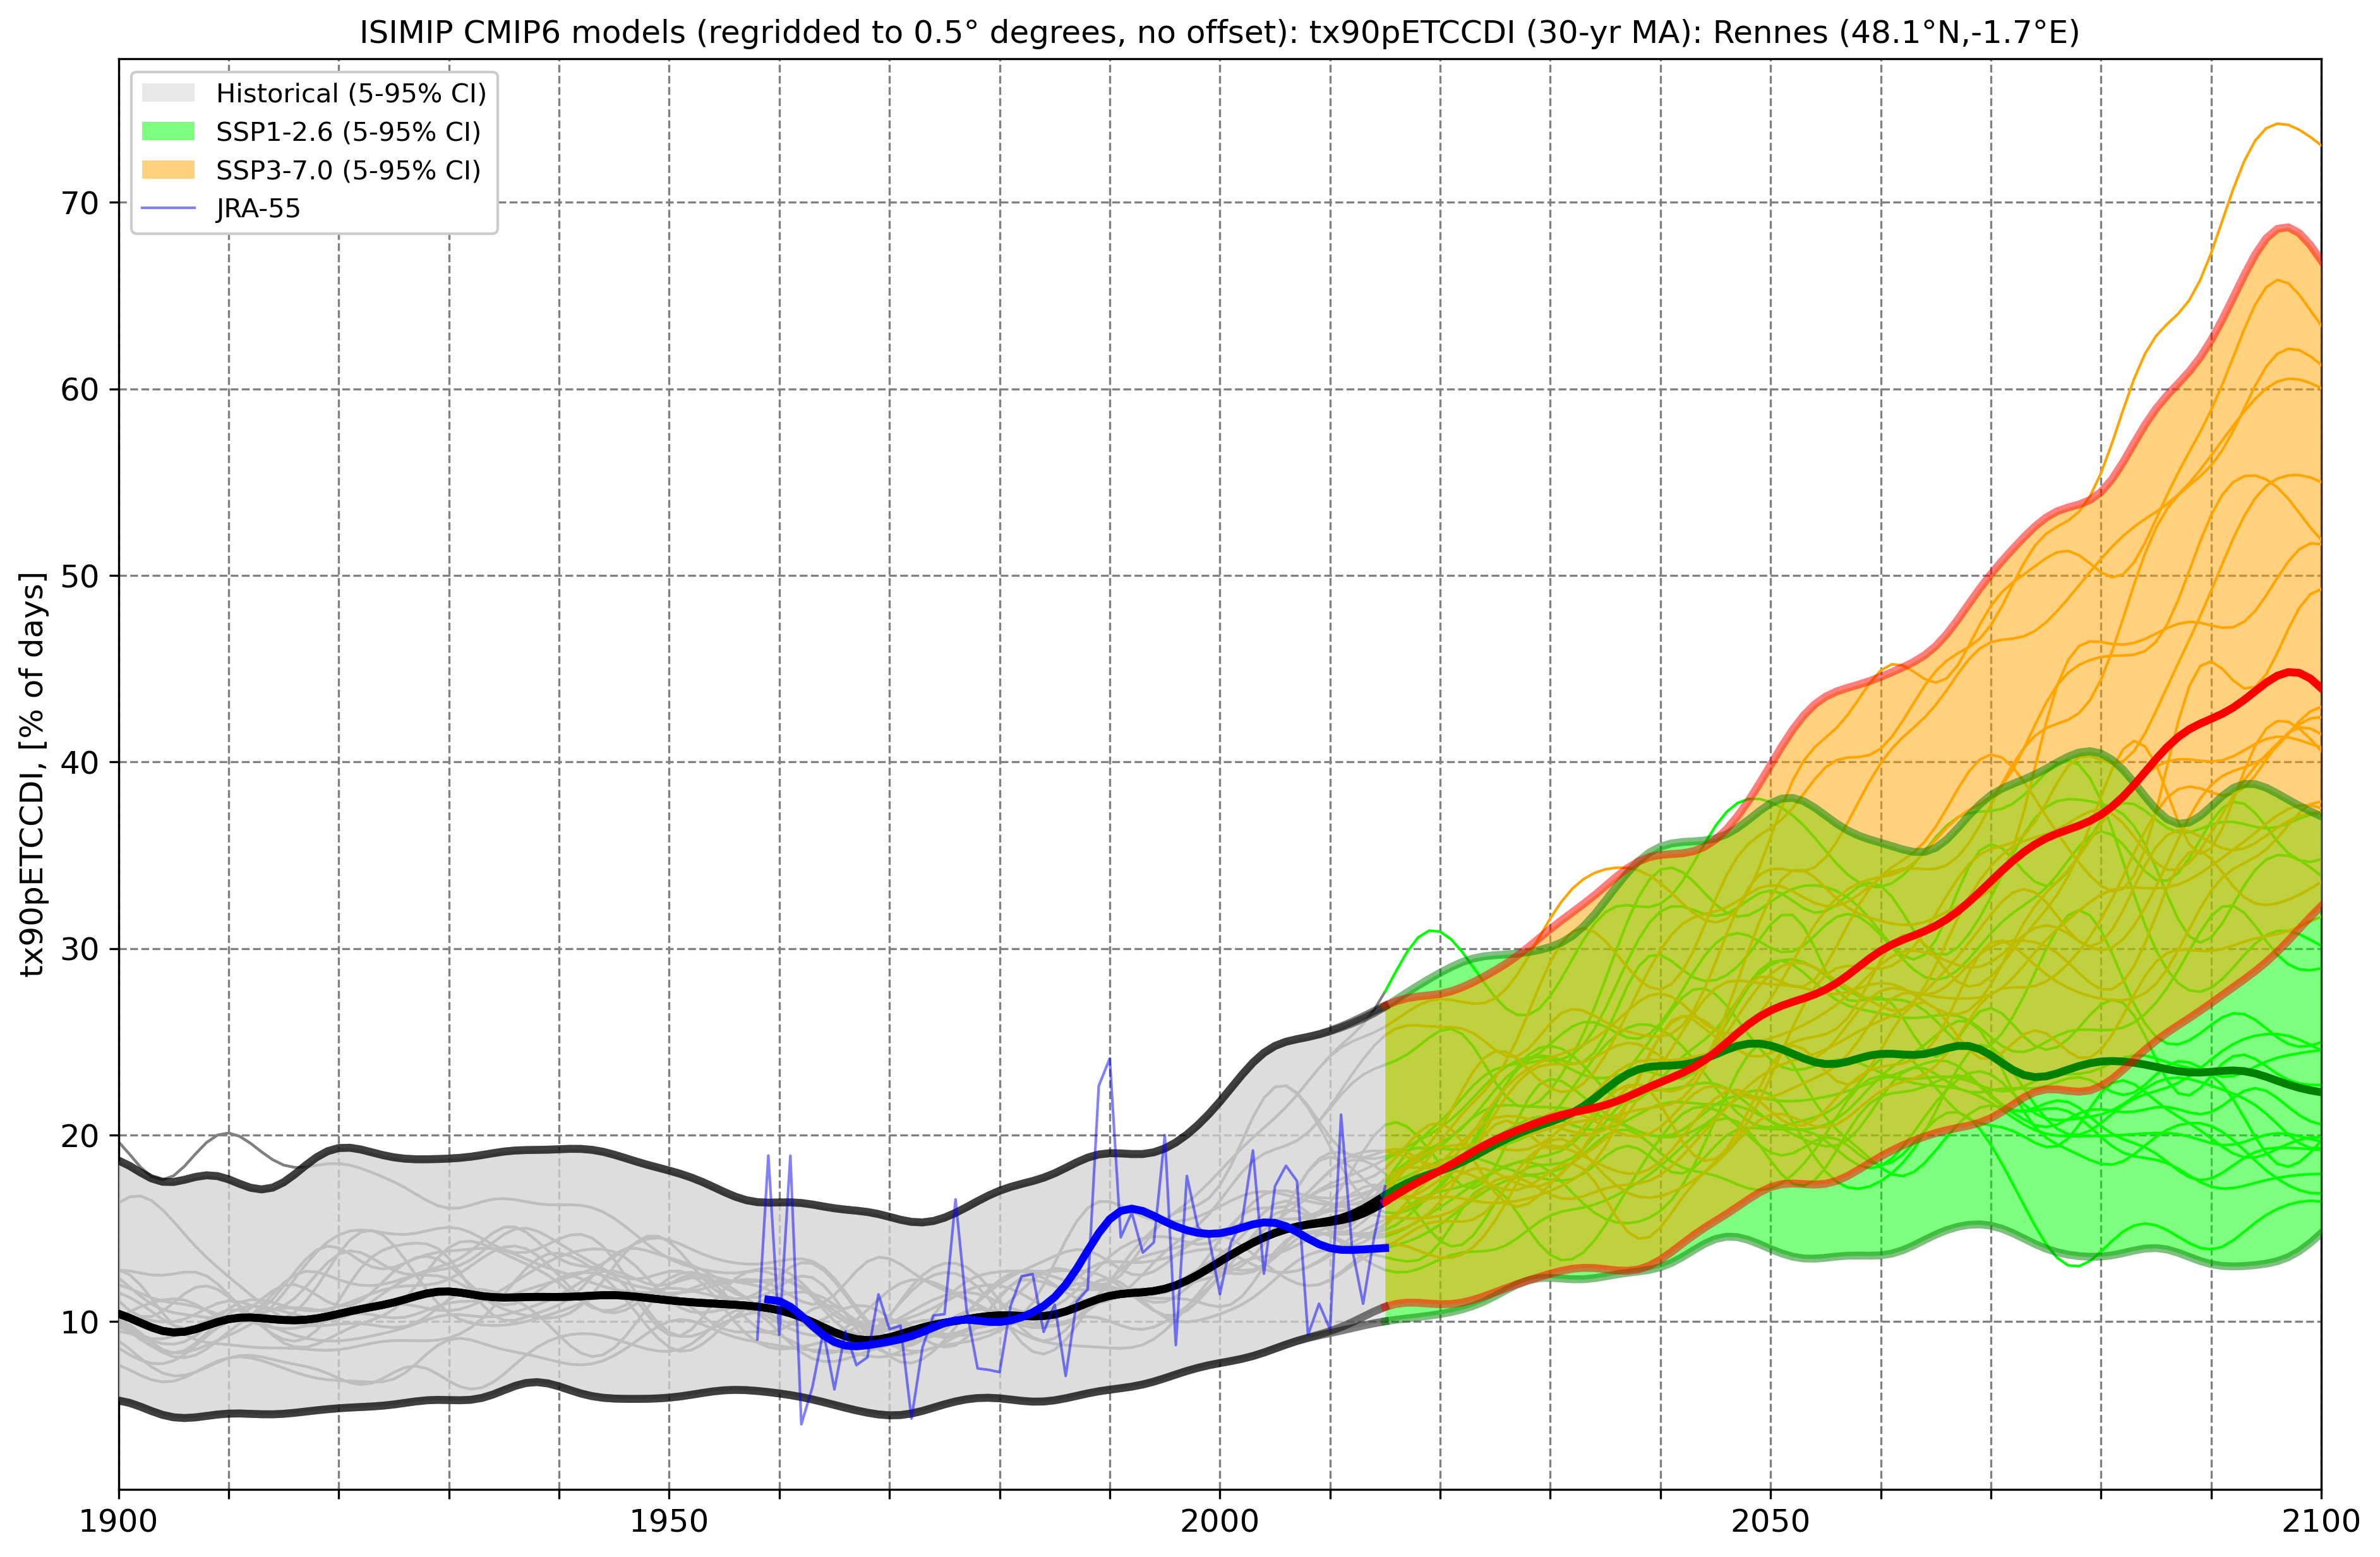 ISIMIP CMIP6 models (regridded to 0.5° degrees, no offset): tx90pETCCDI (30-yr MA): Rennes (48.1°N,-1.7°E)
Historical (5-95% CI)
SSP1-2.6 (5-95% CI)
SSP3-7.0 (5-95% CI)
JRA-55
tx90pETCCDI, [% of days]
70
60
50
40
30
20
10
1900
1950
2000
2050
2100